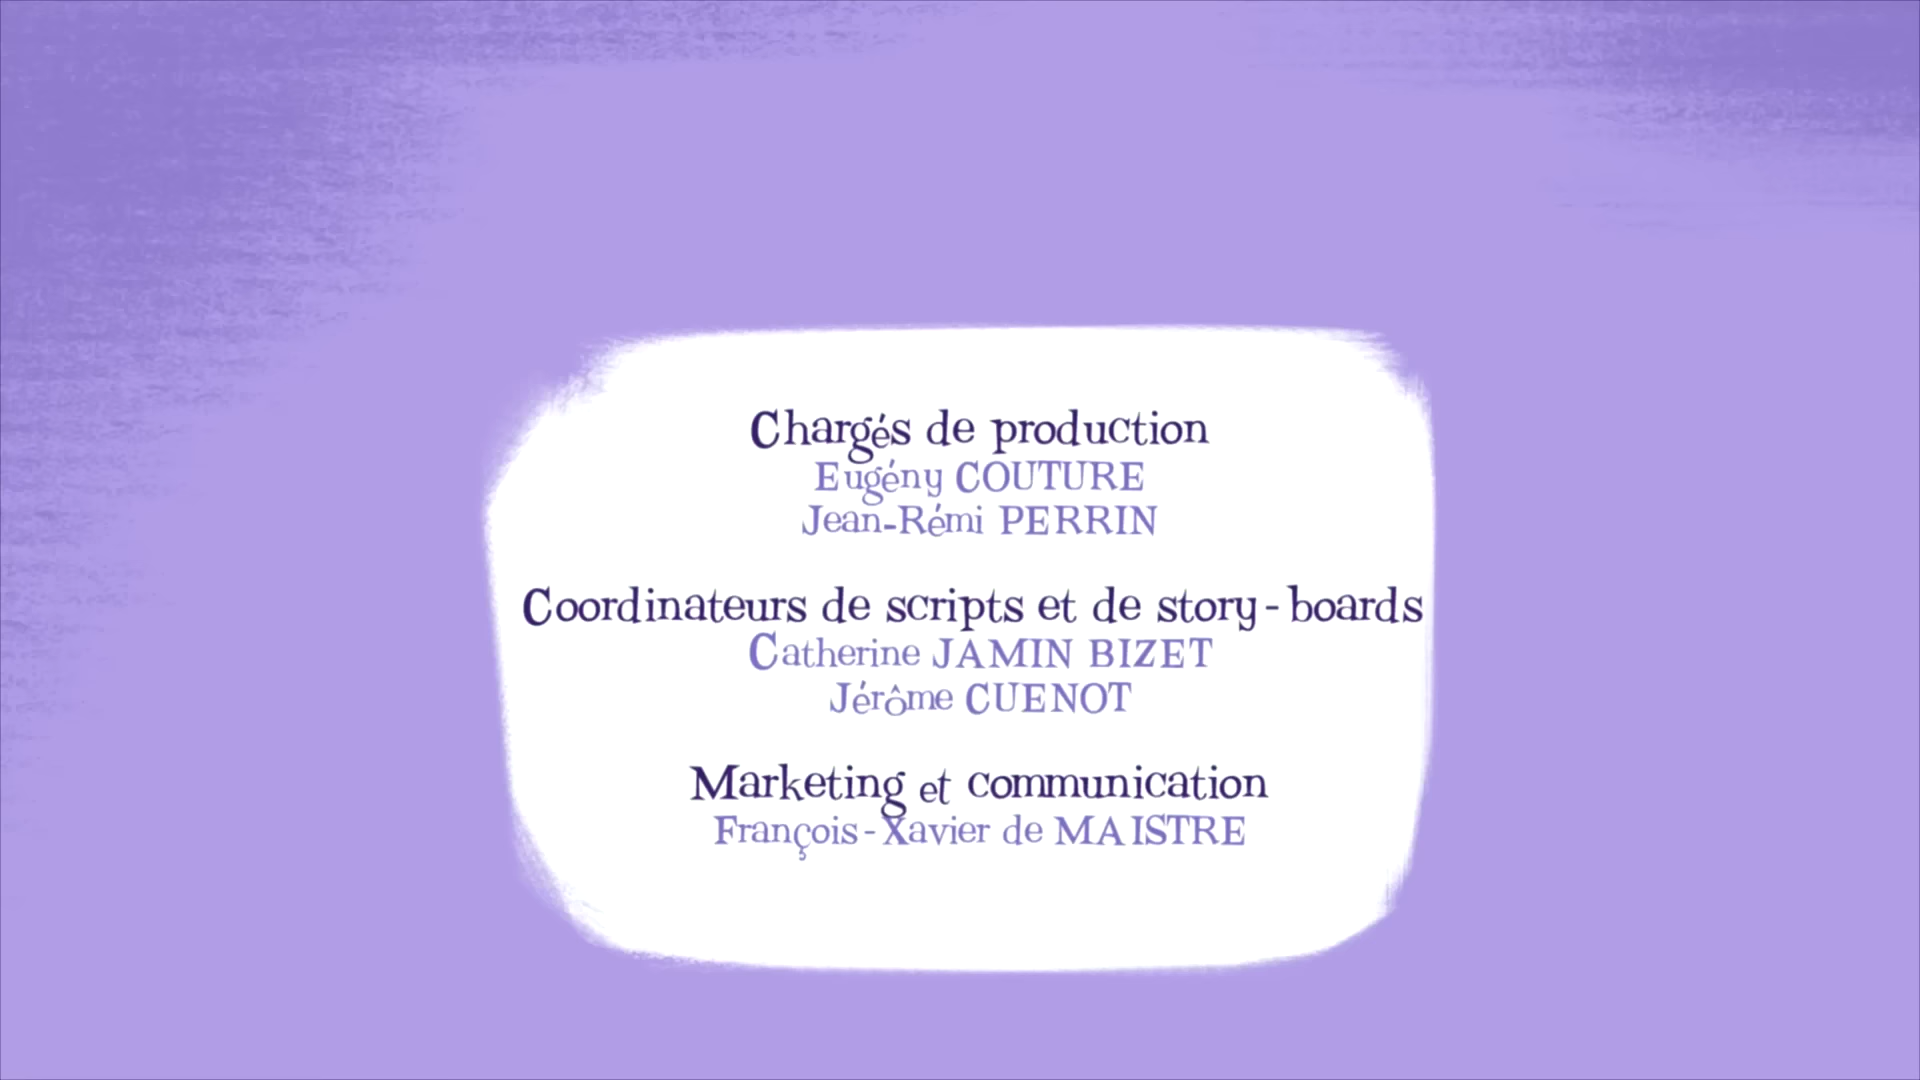 Chargés de production
Eugény COUTURE
Jean-Rémi PERRIN
Coordinateurs de scripts et de story-boards
Catherine JAMIN BIZET
Jérôme CUENOT
Marketing et communication
François-Xavier de MAISTRE